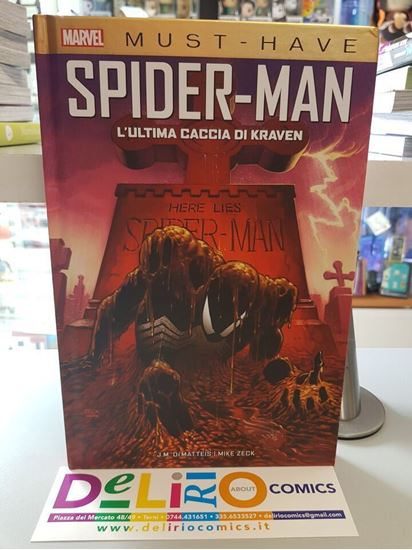 MARVEL MUST-HAVE
SPIDER-MAN
L'ULTIMA CACCIA DI KRAVEN
HERE LIES
SPIDER-MAN
J.M. DeMATTEIS | MIKE ZECK
DeLiRiO ABOUT COMICS
Piazza del Mercato 48/49 • Terni • 0744.431651 • 335.6533527 • deliriocomics@gmail.com
www.deliriocomics.it